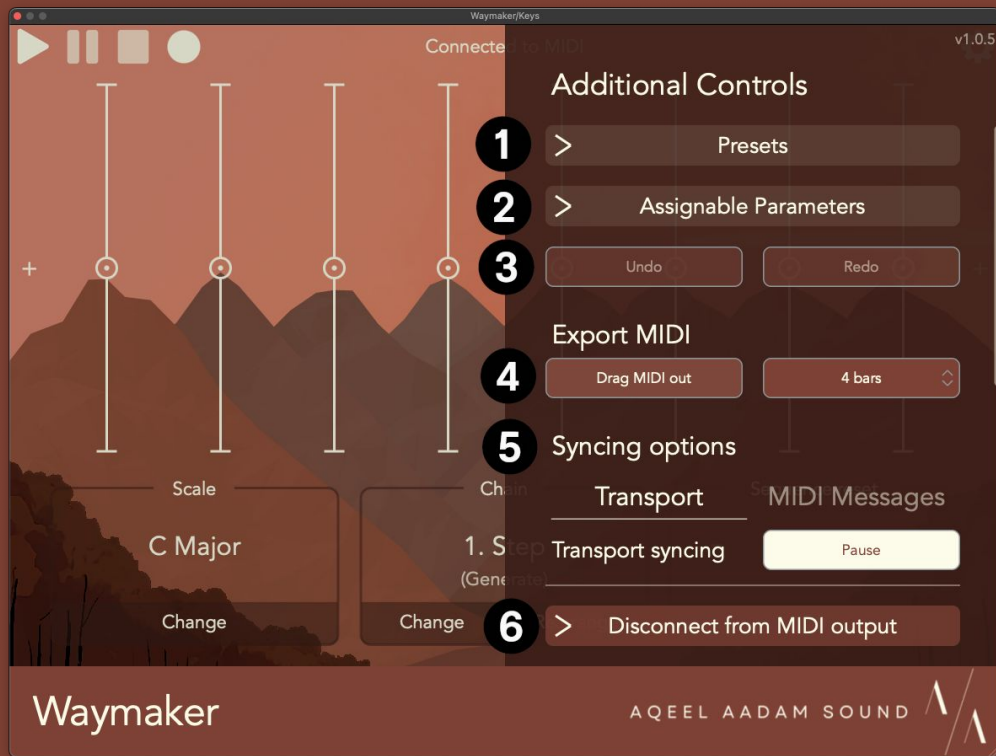 Waymaker/Keys
Connected to MIDI
v1.0.5
Additional Controls
1
Presets
2
Assignable Parameters
3
Undo
Redo
Export MIDI
4
Drag MIDI out
4 bars
5
Syncing options
Transport
MIDI Messages
Transport syncing
Pause
6
Disconnect from MIDI output
Scale
C Major
Change
Chain
1. Step
(Generate)
Change
Waymaker
AQEEL AADAM SOUND